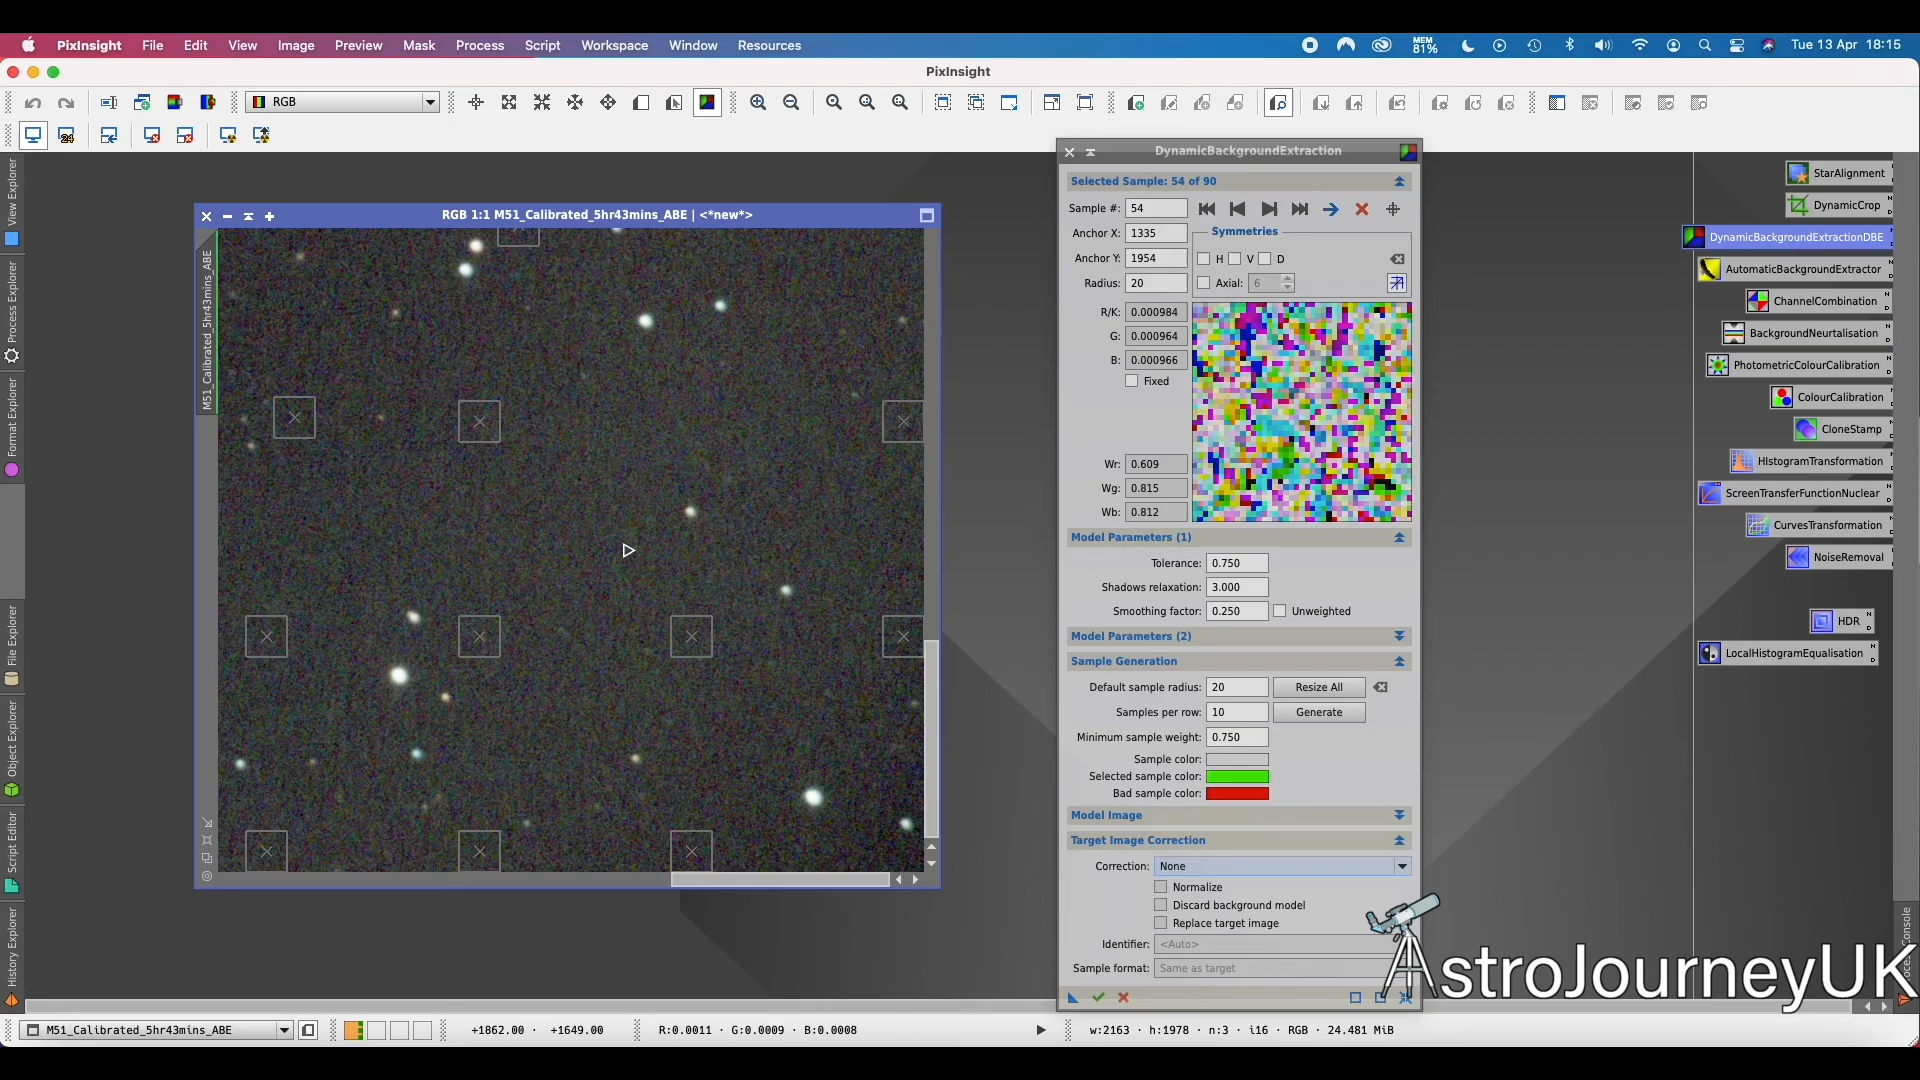 PixInsight File Edit View Image Preview Mask Process Script Workspace Window Resources MEM 81% Tue 13 Apr 18:15
PixInsight
RGB
24
DynamicBackgroundExtraction
Selected Sample: 54 of 90
Sample #: 54
Anchor X: 1335
Symmetries
Anchor Y: 1954
H V D
Radius: 20
Axial: 6
R/K: 0.000984
G: 0.000964
B: 0.000966
Fixed
Wr: 0.609
Wg: 0.815
Wb: 0.812
Model Parameters (1)
Tolerance: 0.750
Shadows relaxation: 3.000
Smoothing factor: 0.250 Unweighted
Model Parameters (2)
Sample Generation
Default sample radius: 20 Resize All
Samples per row: 10 Generate
Minimum sample weight: 0.750
Sample color:
Selected sample color:
Bad sample color:
Model Image
Target Image Correction
Correction: None
Normalize
Discard background model
Replace target image
Identifier: <Auto>
Sample format: Same as target
RGB 1:1 M51_Calibrated_5hr43mins_ABE | <*new*>
M51_Calibrated_5hr43mins_ABE
View Explorer
Process Explorer
Format Explorer
File Explorer
Object Explorer
Script Editor
History Explorer
StarAlignment
DynamicCrop
DynamicBackgroundExtractionDBE
AutomaticBackgroundExtractor
ChannelCombination
BackgroundNeurtalisation
PhotometricColourCalibration
ColourCalibration
CloneStamp
HIstogramTransformation
ScreenTransferFunctionNuclear
CurvesTransformation
NoiseRemoval
HDR
LocalHistogramEqualisation
AstroJourneyUK
M51_Calibrated_5hr43mins_ABE +1862.00 · +1649.00 R:0.0011 · G:0.0009 · B:0.0008 w:2163 · h:1978 · n:3 · i16 · RGB · 24.481 MiB